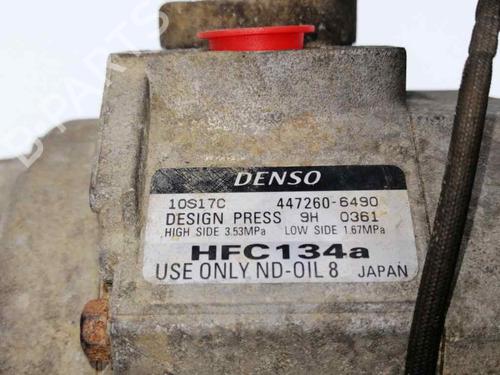 DENSO
10S17C 447260-6490
DESIGN PRESS 9H 0361
HIGH SIDE 3.53MPa LOW SIDE 1.67MPa
HFC134a
USE ONLY ND-OIL 8 JAPAN
B-PARTS